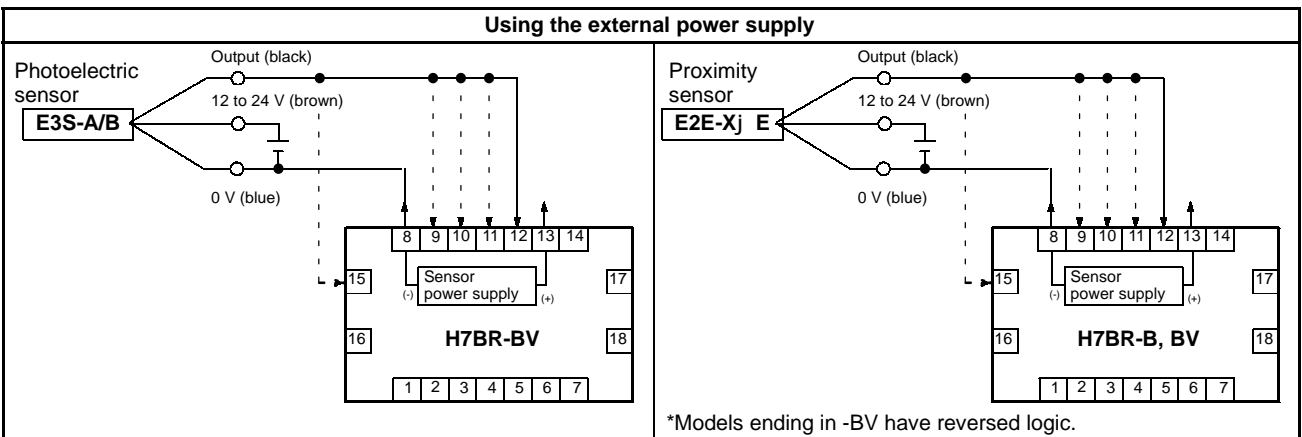 Using the external power supply
Photoelectric
sensor
E3S-A/B
Output (black)
12 to 24 V (brown)
0 V (blue)
8 9 10 11 12 13 14
15
17
Sensor
power supply
(-)
(+)
16
H7BR-BV
18
1 2 3 4 5 6 7
Proximity
sensor
E2E-Xj E
Output (black)
12 to 24 V (brown)
0 V (blue)
8 9 10 11 12 13 14
15
17
Sensor
power supply
(-)
(+)
16
H7BR-B, BV
18
1 2 3 4 5 6 7
*Models ending in -BV have reversed logic.